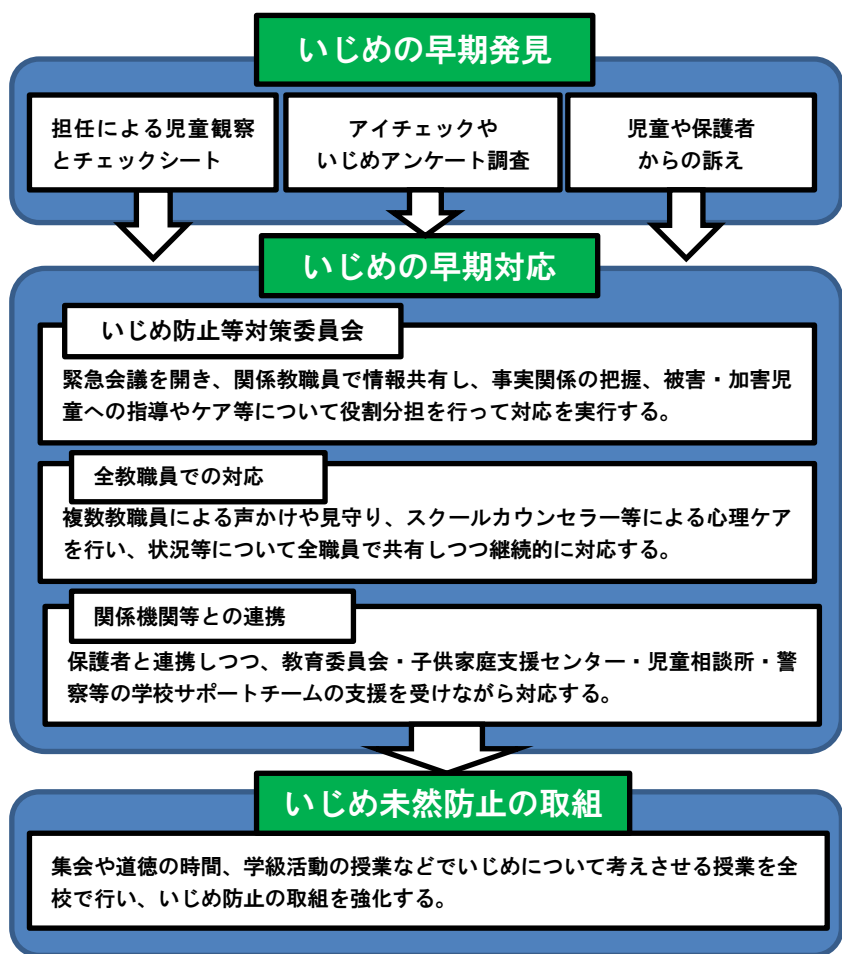 いじめの早期発見
担任による児童観察
とチェックシート
アイチェックや
いじめアンケート調査
児童や保護者
からの訴え
いじめの早期対応
いじめ防止等対策委員会
緊急会議を開き、関係教職員で情報共有し、事実関係の把握、被害・加害児
童への指導やケア等について役割分担を行って対応を実行する。
全教職員での対応
複数教職員による声かけや見守り、スクールカウンセラー等による心理ケア
を行い、状況等について全職員で共有しつつ継続的に対応する。
関係機関等との連携
保護者と連携しつつ、教育委員会・子供家庭支援センター・児童相談所・警
察等の学校サポートチームの支援を受けながら対応する。
いじめ未然防止の取組
集会や道徳の時間、学級活動の授業などでいじめについて考えさせる授業を全
校で行い、いじめ防止の取組を強化する。